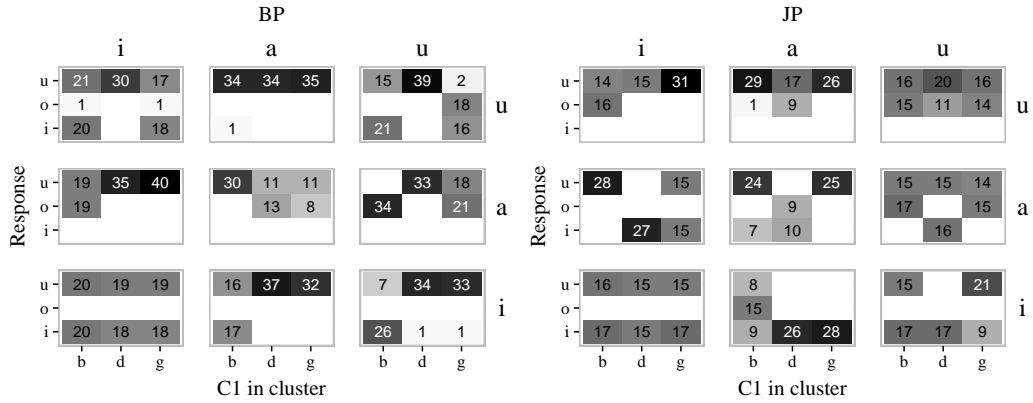 BP JP
i a u i a u
u 21 30 17 34 34 35 15 39 2 u 14 15 31 29 17 26 16 20 16
o 1 1 18 u o 16 1 9 15 11 14 u
i 20 18 1 21 16 i
u 19 35 40 30 11 11 33 18 u 28 15 24 25 15 15 14
o 19 13 8 34 21 a o 9 17 15 a
i i 27 15 7 10 16
Response Response
u 20 19 19 16 37 32 7 34 33 u 16 15 15 8 15 21
o i o 15 i
i 20 18 18 17 26 1 1 i 17 15 17 9 26 28 17 17 9
b d g b d g b d g b d g b d g b d g
C1 in cluster C1 in cluster